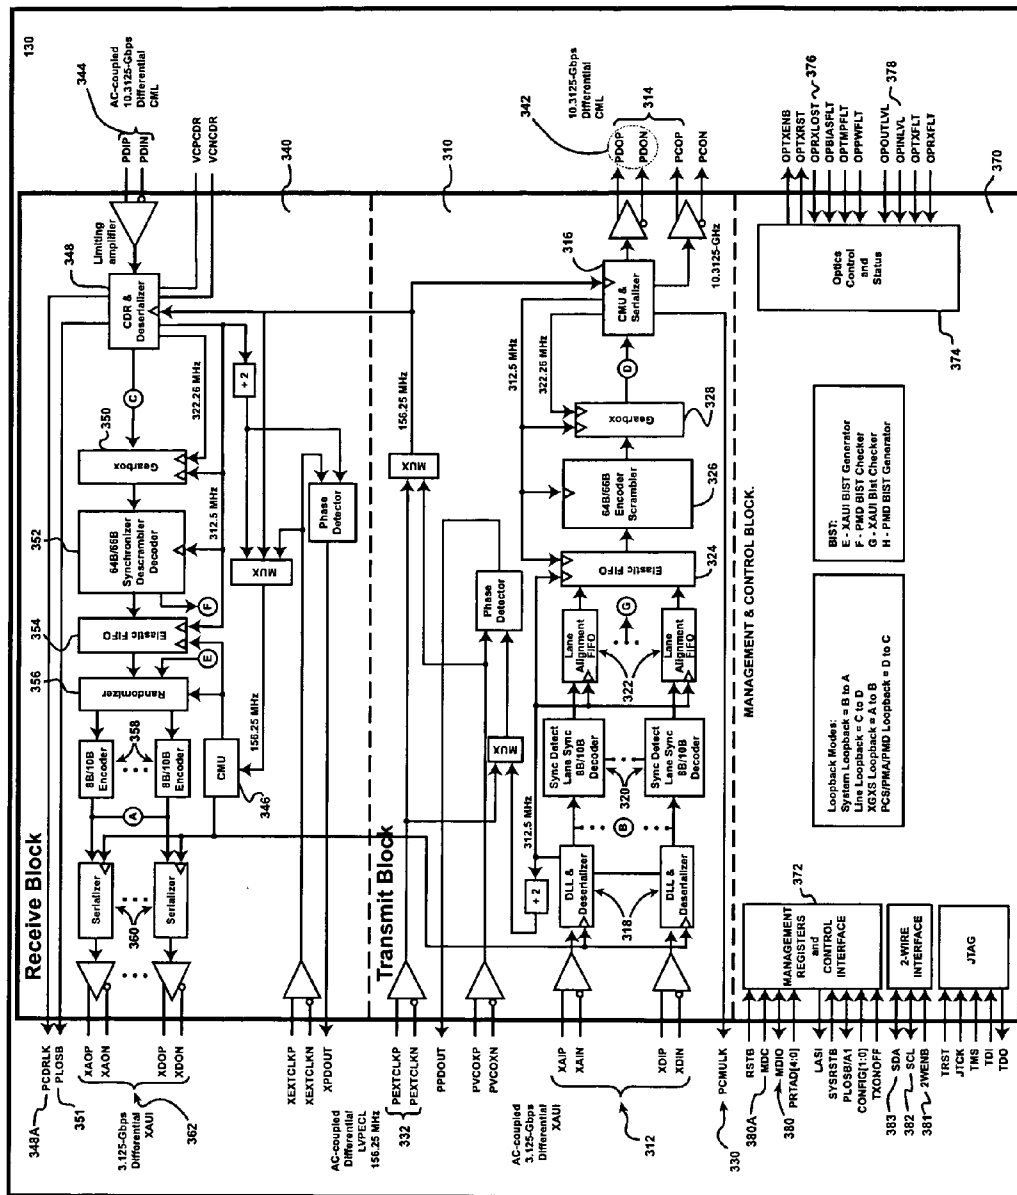 130
Receive Block
348A
PCDRLK
PLOSB
351
XAOP
XAON
XDOP
XDON
3.125-Gbps
Differential
XAUI
362
Serializer
Serializer
360
A
8B/10B
Encoder
8B/10B
Encoder
358
CMU
346
356
Randomizer
E
354
Elastic FIFO
F
352
64B/66B
Synchronizer
Descrambler
Decoder
350
Gearbox
312.5 MHz
322.26 MHz
C
348
CDR &
Deserializer
Limiting
amplifier
344
AC-coupled
10.3125-Gbps
Differential
CML
PDIP
PDIN
VCPCDR
VCNCDR
340
÷ 2
MUX
156.25 MHz
Phase
Detector
XEXTCLKP
XEXTCLKN
XPDOUT
Transmit Block
310
AC-coupled
Differential
LVPECL
156.25 MHz
332
PEXTCLKP
PEXTCLKN
PPDOUT
PVCOXP
PVCOXN
MUX
156.25 MHz
Phase
Detector
MUX
312.5 MHz
÷ 2
AC-coupled
3.125-Gbps
Differential
XAUI
312
XAIP
XAIN
XDIP
XDIN
DLL &
Deserializer
DLL &
Deserializer
318
B
Sync Detect
Lane Sync
8B/10B
Decoder
Sync Detect
Lane Sync
8B/10B
Decoder
320
Lane
Alignment
FIFO
Lane
Alignment
FIFO
322
G
Elastic FIFO
324
64B/66B
Encoder
Scrambler
326
Gearbox
328
312.5 MHz
322.26 MHz
D
316
CMU &
Serializer
342
10.3125-Gbps
Differential
CML
PDOP
PDON
314
PCOP
PCON
10.3125-GHz
330
PCMULK
MANAGEMENT & CONTROL BLOCK.
RSTB
380A
MDC
380
MDIO
PRTAD[4:0]
LASI
SYSRSTB
PLOSB/A1
CONFIG[1:0]
TXONOFF
383
SDA
382
SCL
381
2WENB
TRST
JTCK
TMS
TDI
TDO
MANAGEMENT
REGISTERS
and
CONTROL
INTERFACE
372
2-WIRE
INTERFACE
JTAG
Loopback Modes:
System Loopback = B to A
Line Loopback = C to D
XGXS Loopback = A to B
PCS/PMA/PMD Loopback = D to C
BIST:
E - XAUI BIST Generator
F - PMD BIST Checker
G - XAUI Bist Checker
H - PMD BIST Generator
Optics
Control
and
Status
374
OPTXENB
OPTXRST
OPRXLOST
376
OPBIASFLT
OPTMPFLT
OPPWFLT
OPOUTLVL
OPINLVL
378
OPTXFLT
OPRXFLT
370